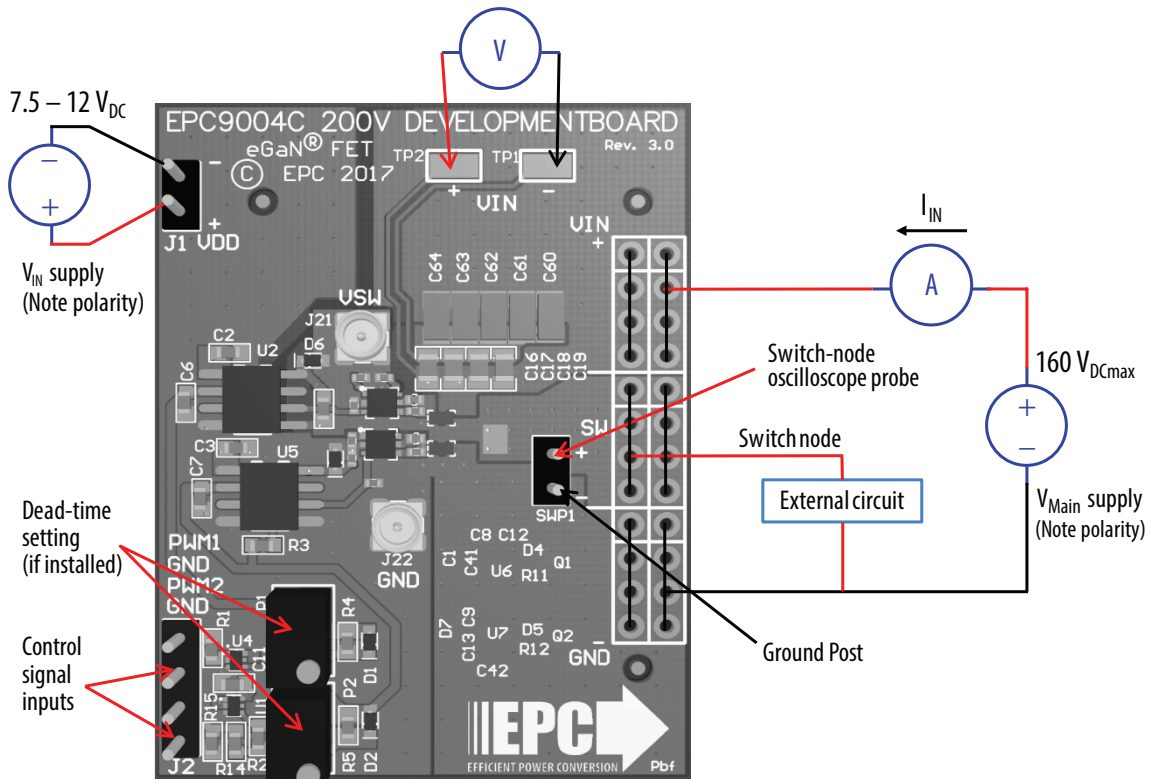 V
7.5 – 12 VDC
EPC9004C 200V DEVELOPMENTBOARD
Rev. 3.0
eGaN® FET
© EPC 2017
TP2
TP1
+
-
VIN
-
+
J1 VDD
−
+
VIN supply
(Note polarity)
VIN
+
IIN
A
C64
C63
C62
C61
C60
VSW
J21
C2
U2
D6
C6
C16
C17
C18
C19
Switch-node
oscilloscope probe
160 VDCmax
+
−
SW
+
-
SWP1
Switch node
External circuit
VMain supply
(Note polarity)
C3
U5
C7
R3
J22
GND
Dead-time
setting
(if installed)
PWM1
GND
PWM2
GND
C8 C12
C1
C41
D4
U6
R11
Q1
P1
R4
D1
R1
U4
C11
D7
C9
C13
U7
D5
R12
Q2
C42
-
GND
Ground Post
Control
signal
inputs
P2
R15
U1
J2
R14
R2
R5
D2
EPC
EFFICIENT POWER CONVERSION
Pbf